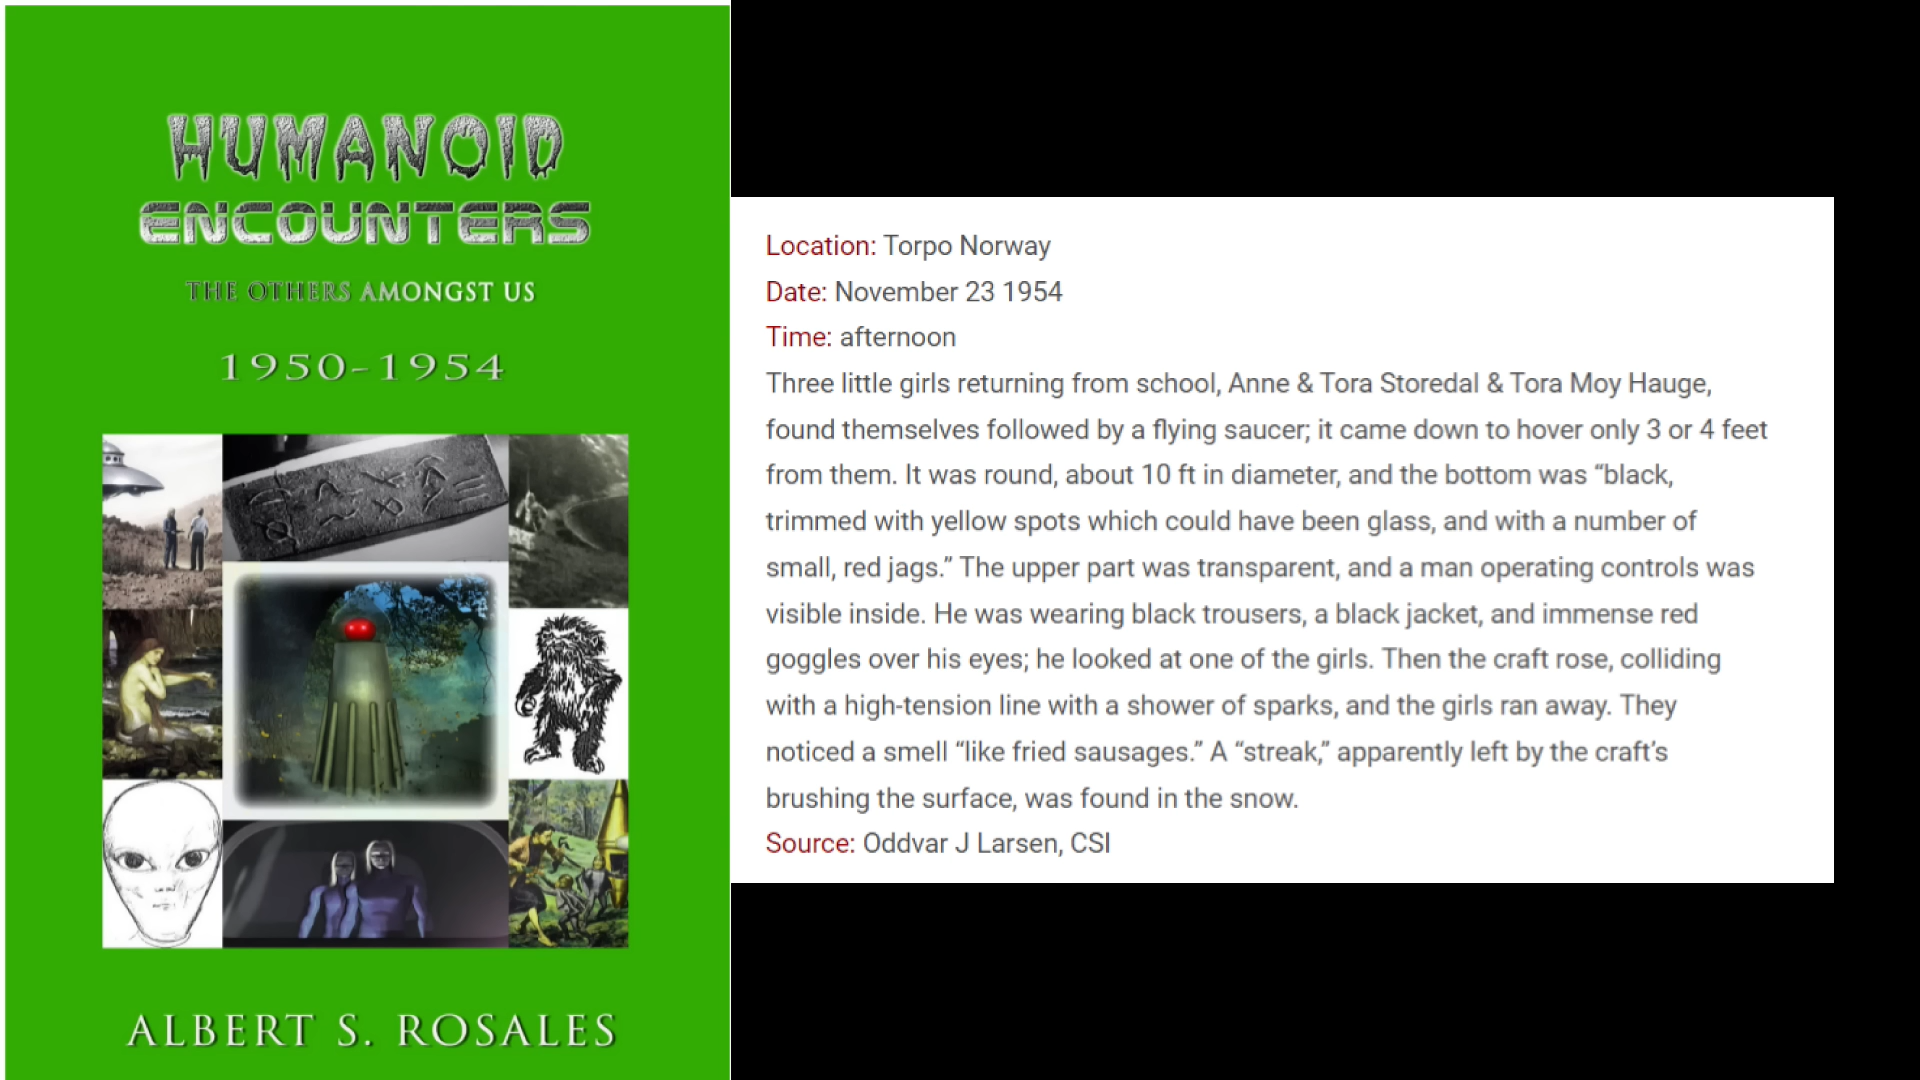 HUMANOID
ENCOUNTERS
THE OTHERS AMONGST US
1950-1954
ALBERT S. ROSALES
Location: Torpo Norway
Date: November 23 1954
Time: afternoon
Three little girls returning from school, Anne & Tora Storedal & Tora Moy Hauge,
found themselves followed by a flying saucer; it came down to hover only 3 or 4 feet
from them. It was round, about 10 ft in diameter, and the bottom was “black,
trimmed with yellow spots which could have been glass, and with a number of
small, red jags.” The upper part was transparent, and a man operating controls was
visible inside. He was wearing black trousers, a black jacket, and immense red
goggles over his eyes; he looked at one of the girls. Then the craft rose, colliding
with a high-tension line with a shower of sparks, and the girls ran away. They
noticed a smell “like fried sausages.” A “streak,” apparently left by the craft’s
brushing the surface, was found in the snow.
Source: Oddvar J Larsen, CSI